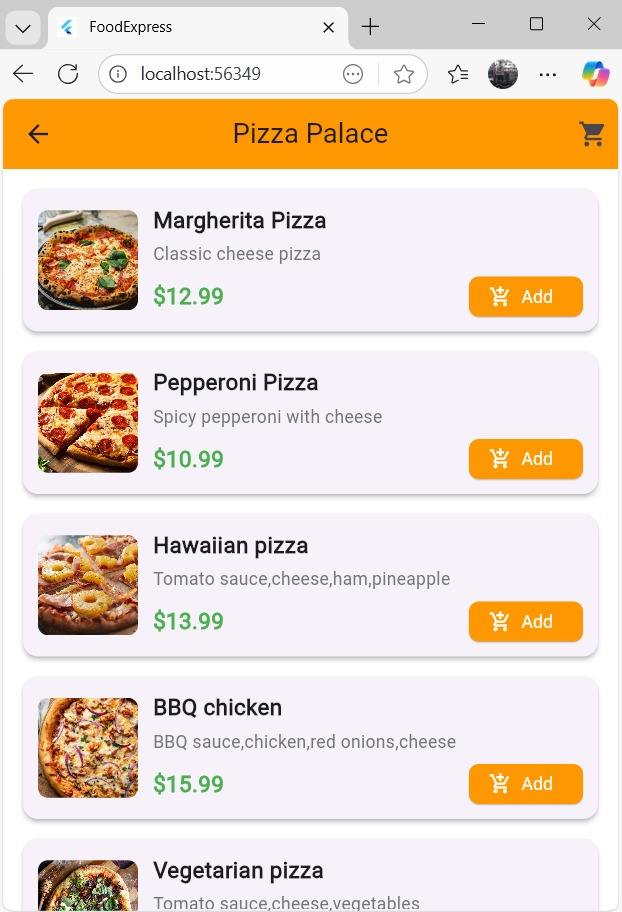 FoodExpress
localhost:56349
Pizza Palace
Margherita Pizza
Classic cheese pizza
$12.99
Add
Pepperoni Pizza
Spicy pepperoni with cheese
$10.99
Add
Hawaiian pizza
Tomato sauce,cheese,ham,pineapple
$13.99
Add
BBQ chicken
BBQ sauce,chicken,red onions,cheese
$15.99
Add
Vegetarian pizza
Tomato sauce,cheese,vegetables